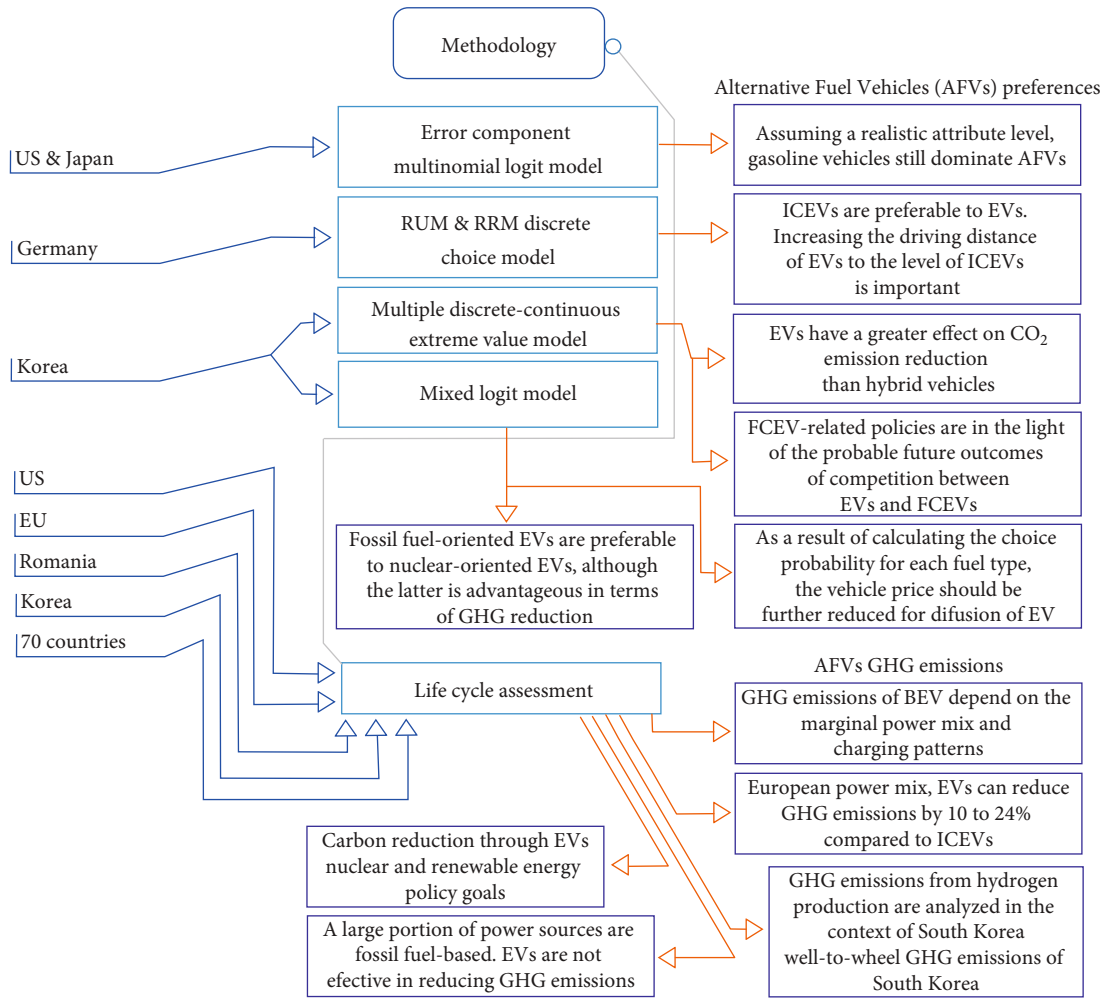 Methodology
Alternative Fuel Vehicles (AFVs) preferences
US & Japan
Error component
multinomial logit model
Assuming a realistic attribute level,
gasoline vehicles still dominate AFVs
Germany
RUM & RRM discrete
choice model
ICEVs are preferable to EVs.
Increasing the driving distance
of EVs to the level of ICEVs
is important
Korea
Multiple discrete-continuous
extreme value model
Mixed logit model
EVs have a greater effect on CO₂
emission reduction
than hybrid vehicles
FCEV-related policies are in the light
of the probable future outcomes
of competition between
EVs and FCEVs
Fossil fuel-oriented EVs are preferable
to nuclear-oriented EVs, although
the latter is advantageous in terms
of GHG reduction
As a result of calculating the choice
probability for each fuel type,
the vehicle price should be
further reduced for difusion of EV
US
EU
Romania
Korea
70 countries
Life cycle assessment
AFVs GHG emissions
GHG emissions of BEV depend on the
marginal power mix and
charging patterns
European power mix, EVs can reduce
GHG emissions by 10 to 24%
compared to ICEVs
Carbon reduction through EVs
nuclear and renewable energy
policy goals
GHG emissions from hydrogen
production are analyzed in the
context of South Korea
well-to-wheel GHG emissions of
South Korea
A large portion of power sources are
fossil fuel-based. EVs are not
efective in reducing GHG emissions